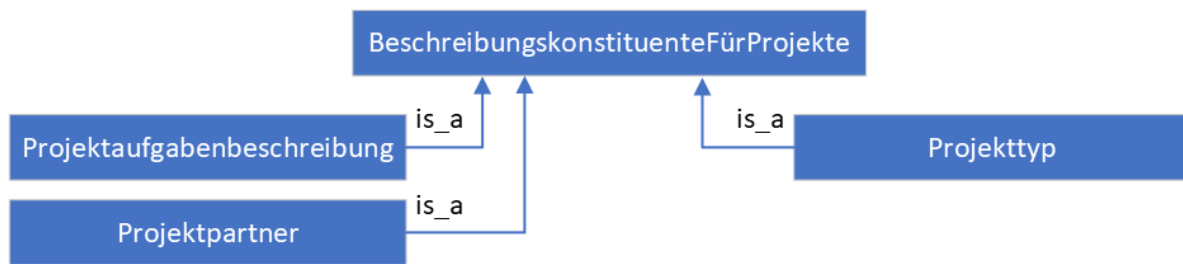 BeschreibungskonstituenteFürProjekte
is_a
is_a
Projektaufgabenbeschreibung
Projekttyp
is_a
Projektpartner